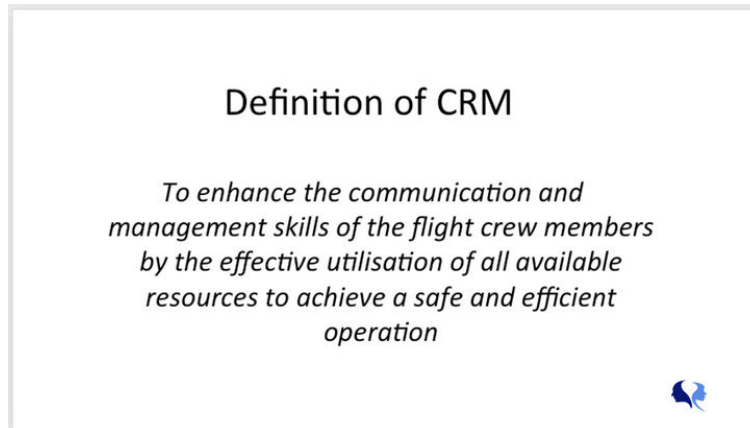 Definition of CRM
To enhance the communication and
management skills of the flight crew members
by the effective utilisation of all available
resources to achieve a safe and efficient
operation